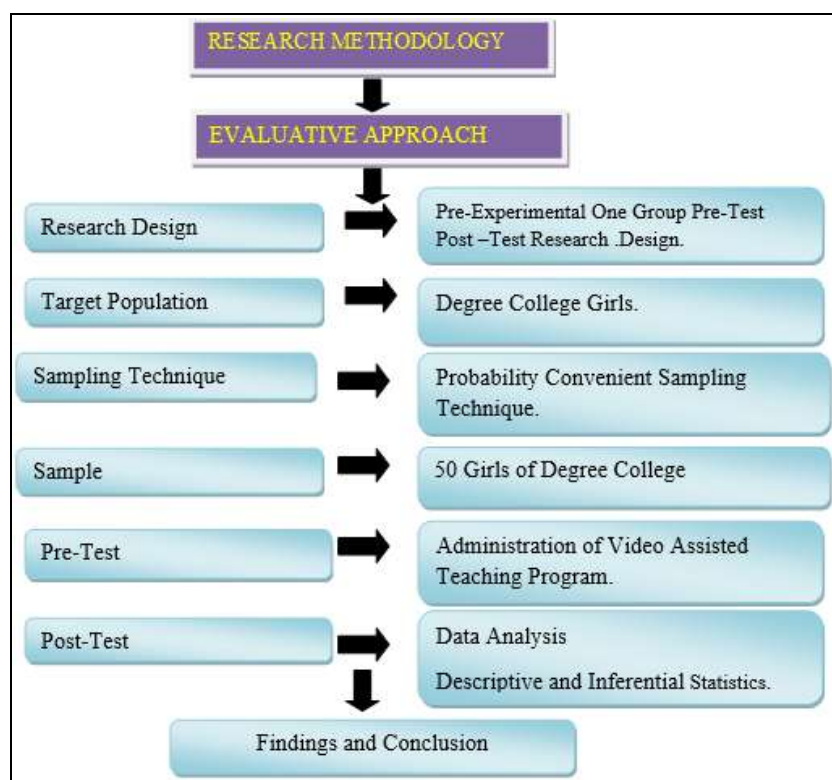 RESEARCH METHODOLOGY
EVALUATIVE APPROACH
Research Design
Pre-Experimental One Group Pre-Test
Post –Test Research .Design.
Target Population
Degree College Girls.
Sampling Technique
Probability Convenient Sampling
Technique.
Sample
50 Girls of Degree College
Pre-Test
Administration of Video Assisted
Teaching Program.
Post-Test
Data Analysis
Descriptive and Inferential Statistics.
Findings and Conclusion